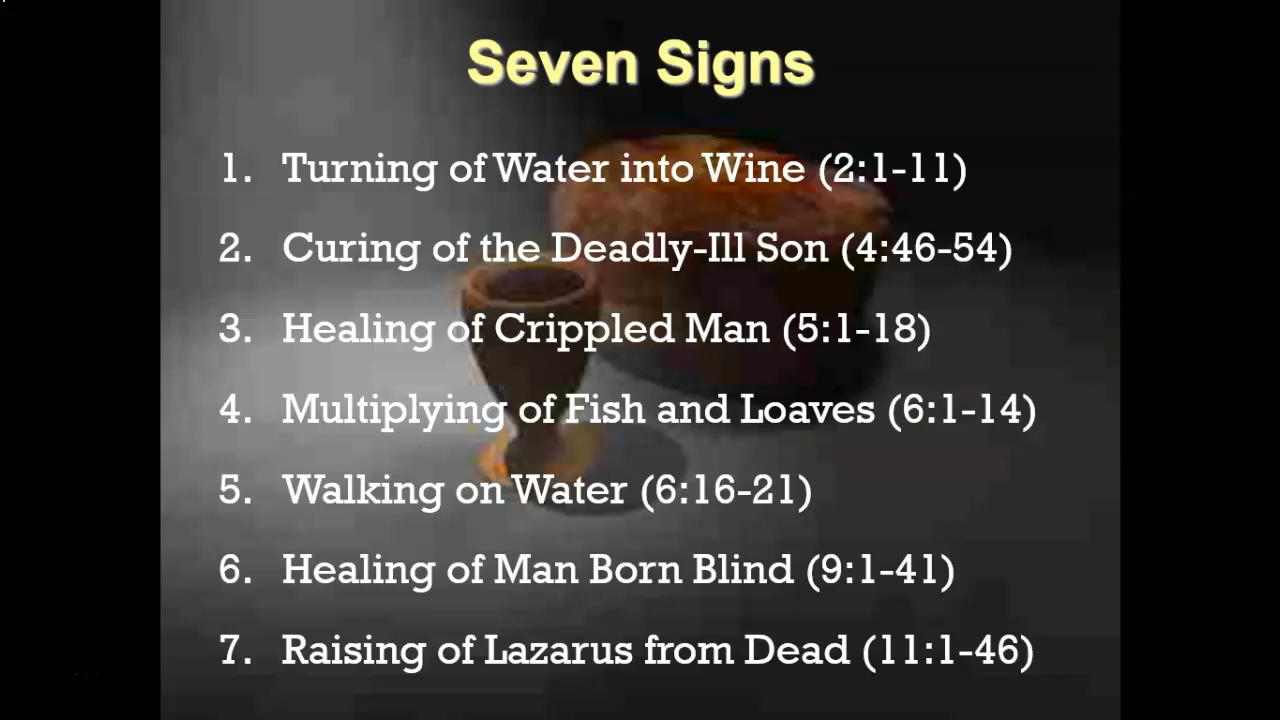 Seven Signs
1. Turning of Water into Wine (2:1-11)
2. Curing of the Deadly-Ill Son (4:46-54)
3. Healing of Crippled Man (5:1-18)
4. Multiplying of Fish and Loaves (6:1-14)
5. Walking on Water (6:16-21)
6. Healing of Man Born Blind (9:1-41)
7. Raising of Lazarus from Dead (11:1-46)